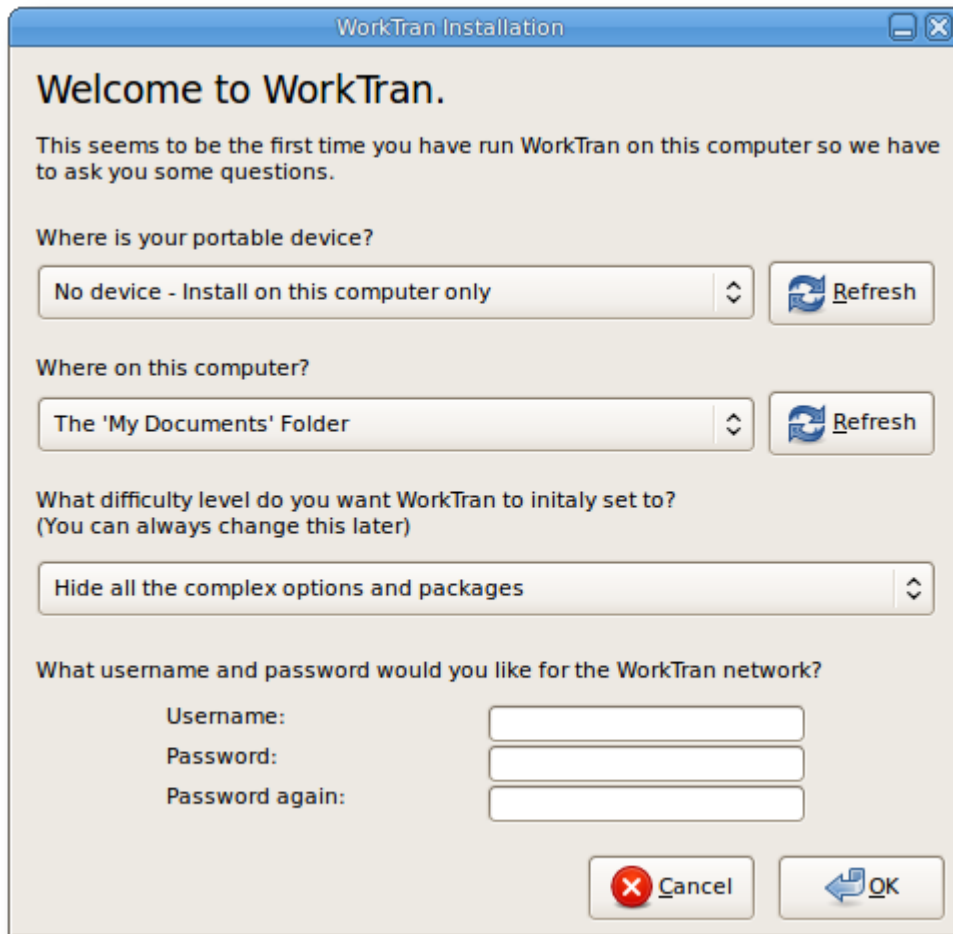 WorkTran Installation
Welcome to WorkTran.
This seems to be the first time you have run WorkTran on this computer so we have
to ask you some questions.
Where is your portable device?
No device - Install on this computer only
Refresh
Where on this computer?
The 'My Documents' Folder
Refresh
What difficulty level do you want WorkTran to initaly set to?
(You can always change this later)
Hide all the complex options and packages
What username and password would you like for the WorkTran network?
Username:
Password:
Password again:
Cancel
OK